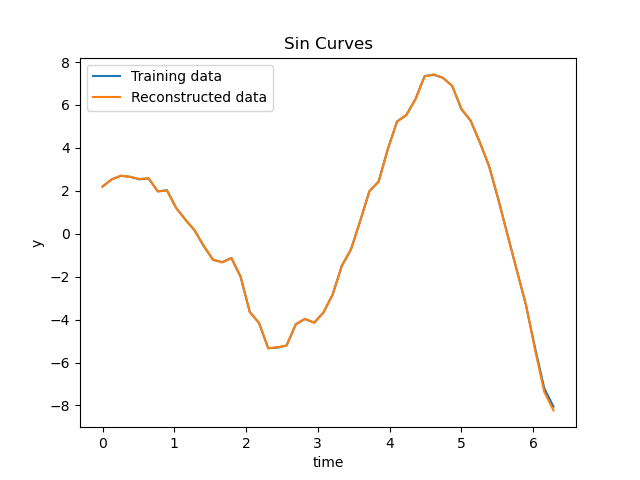 Sin Curves
Training data
Reconstructed data
8
6
4
2
0
−2
−4
−6
−8
y
0 1 2 3 4 5 6
time